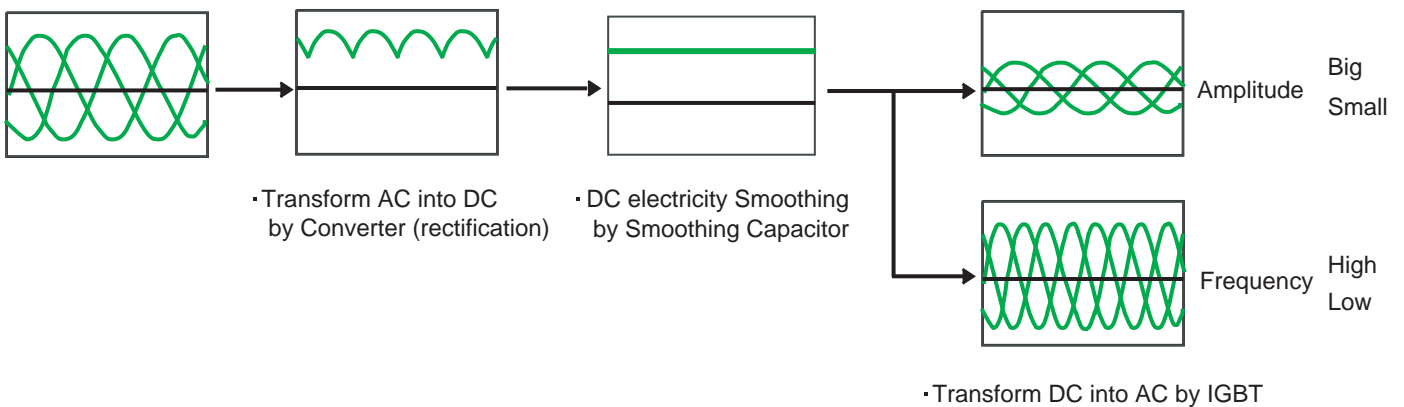 · Transform AC into DC
by Converter (rectification)
· DC electricity Smoothing
by Smoothing Capacitor
Amplitude
Big
Small
Frequency
High
Low
· Transform DC into AC by IGBT